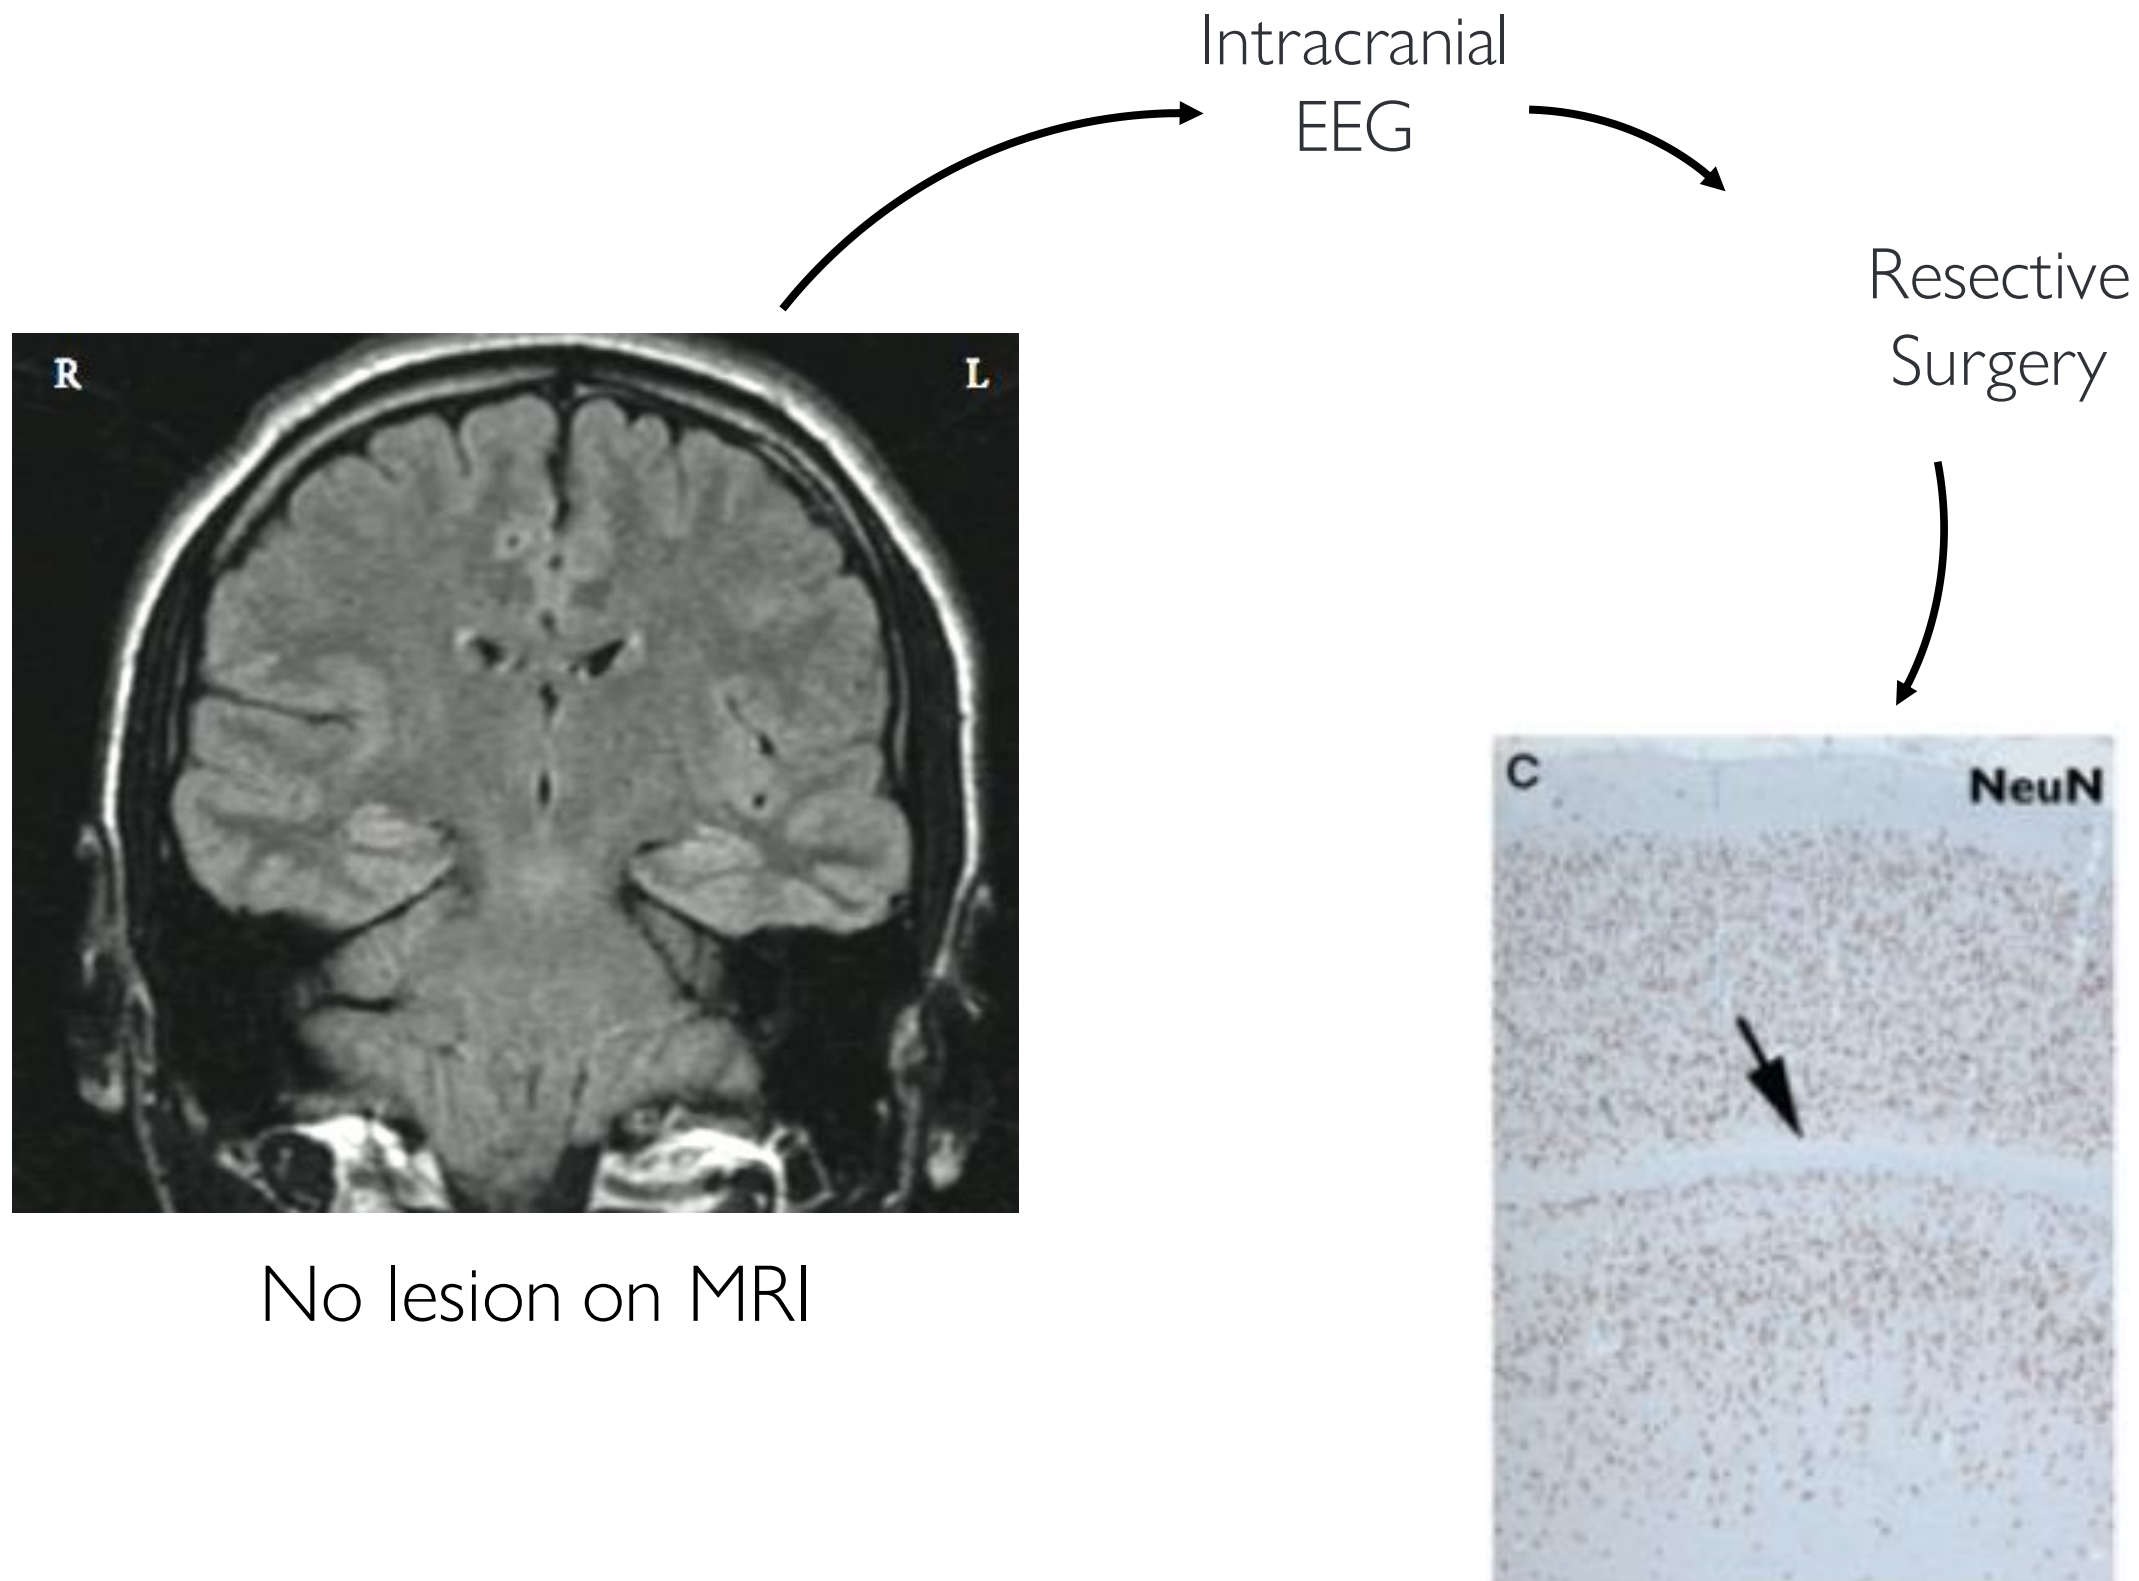 Intracranial
EEG
Resective
Surgery
R
L
No lesion on MRI
C
NeuN